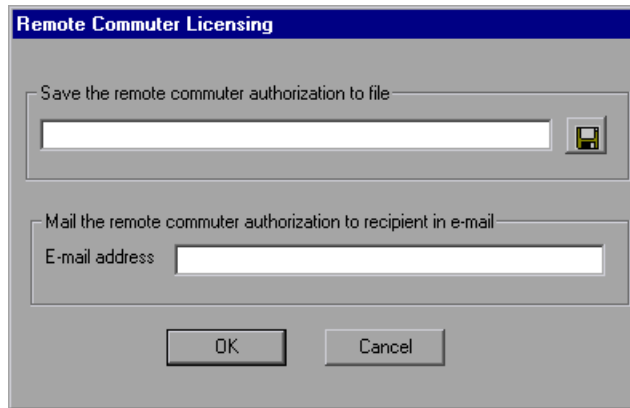 Remote Commuter Licensing
Save the remote commuter authorization to file
Mail the remote commuter authorization to recipient in e-mail
E-mail address
OK
Cancel